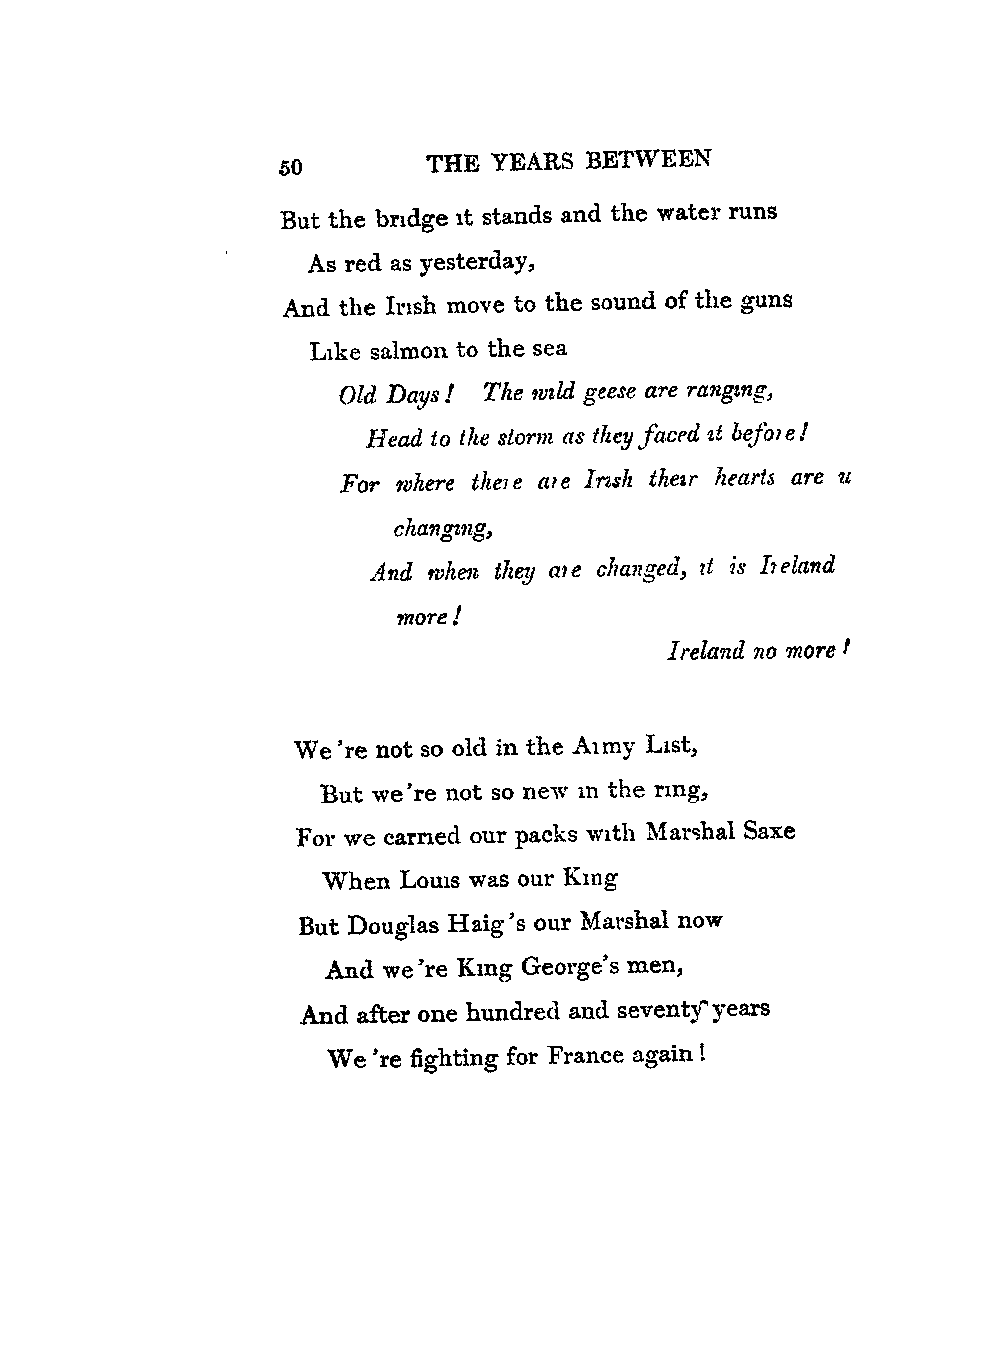 50 THE YEARS BETWEEN
But the bridge it stands and the water runs
As red as yesterday,
And the Irish move to the sound of the guns
Like salmon to the sea
Old Days! The wild geese are ranging,
Head to the storm as they faced it before!
For where there are Irish their hearts are u
changing,
And when they are changed, it is Ireland
more!
Ireland no more!
We're not so old in the Army List,
But we're not so new in the ring,
For we carried our packs with Marshal Saxe
When Louis was our King
But Douglas Haig's our Marshal now
And we're King George's men,
And after one hundred and seventy years
We're fighting for France again!